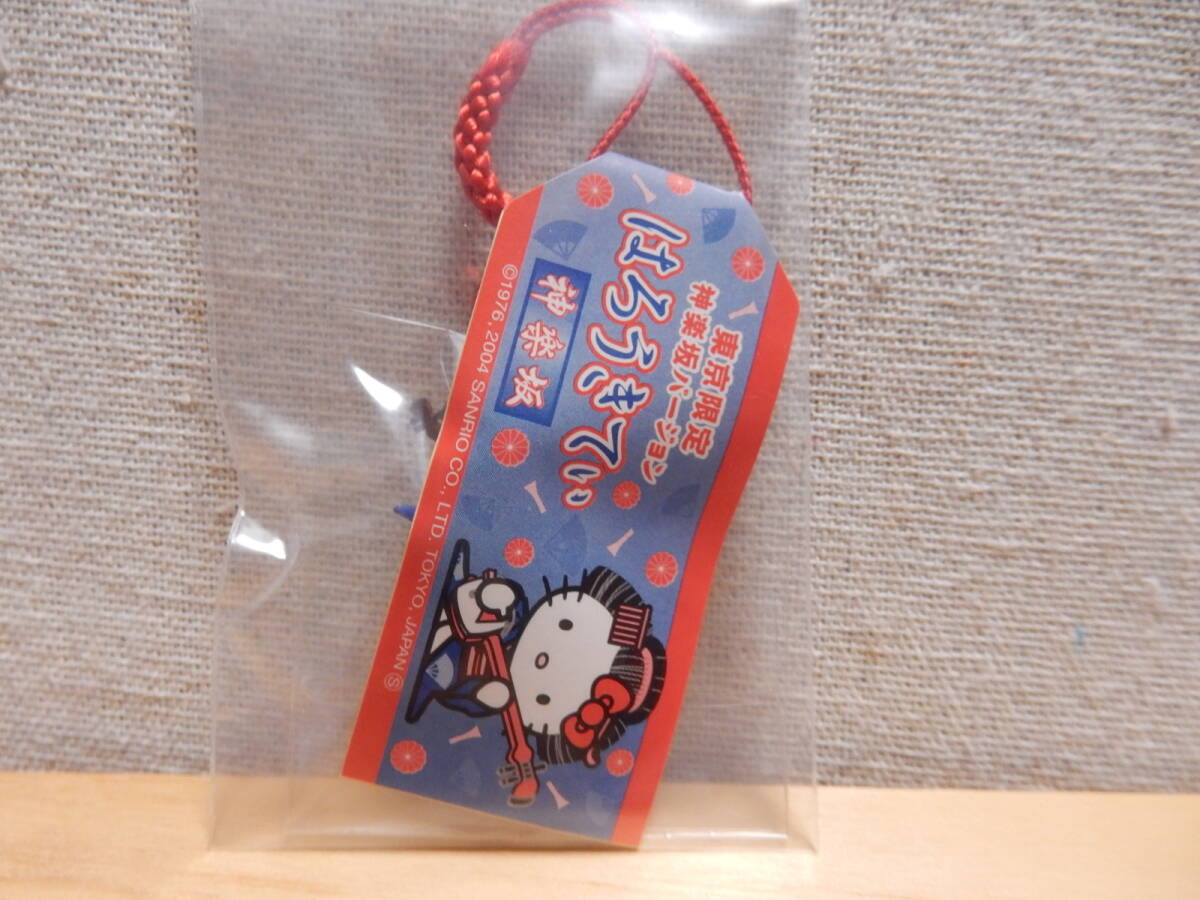 東京限定
神楽坂バージョン
はろうきてぃ
神楽坂
©1976, 2004 SANRIO CO., LTD. TOKYO, JAPAN Ⓢ